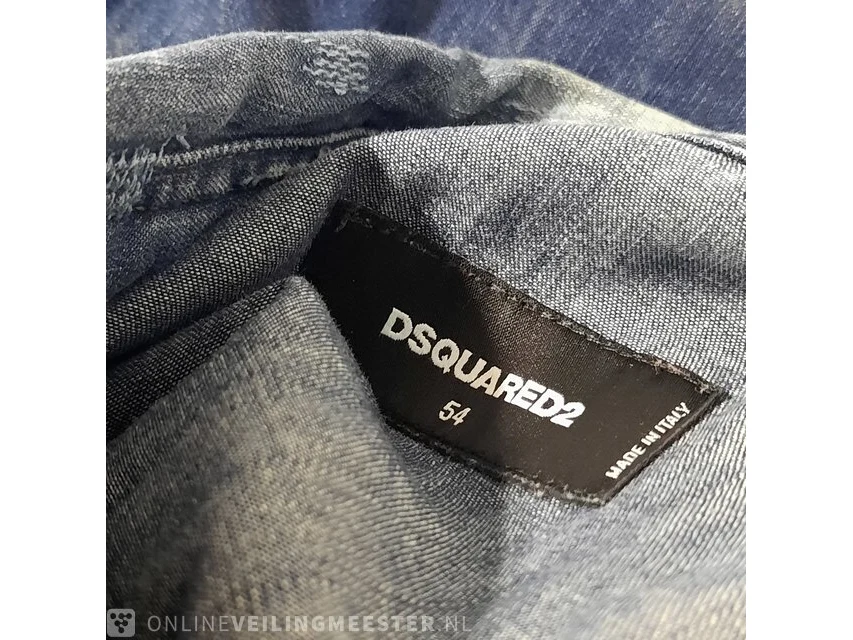 DSQUARED2
54
MADE IN ITALY
ONLINEVEILINGMEESTER.NL